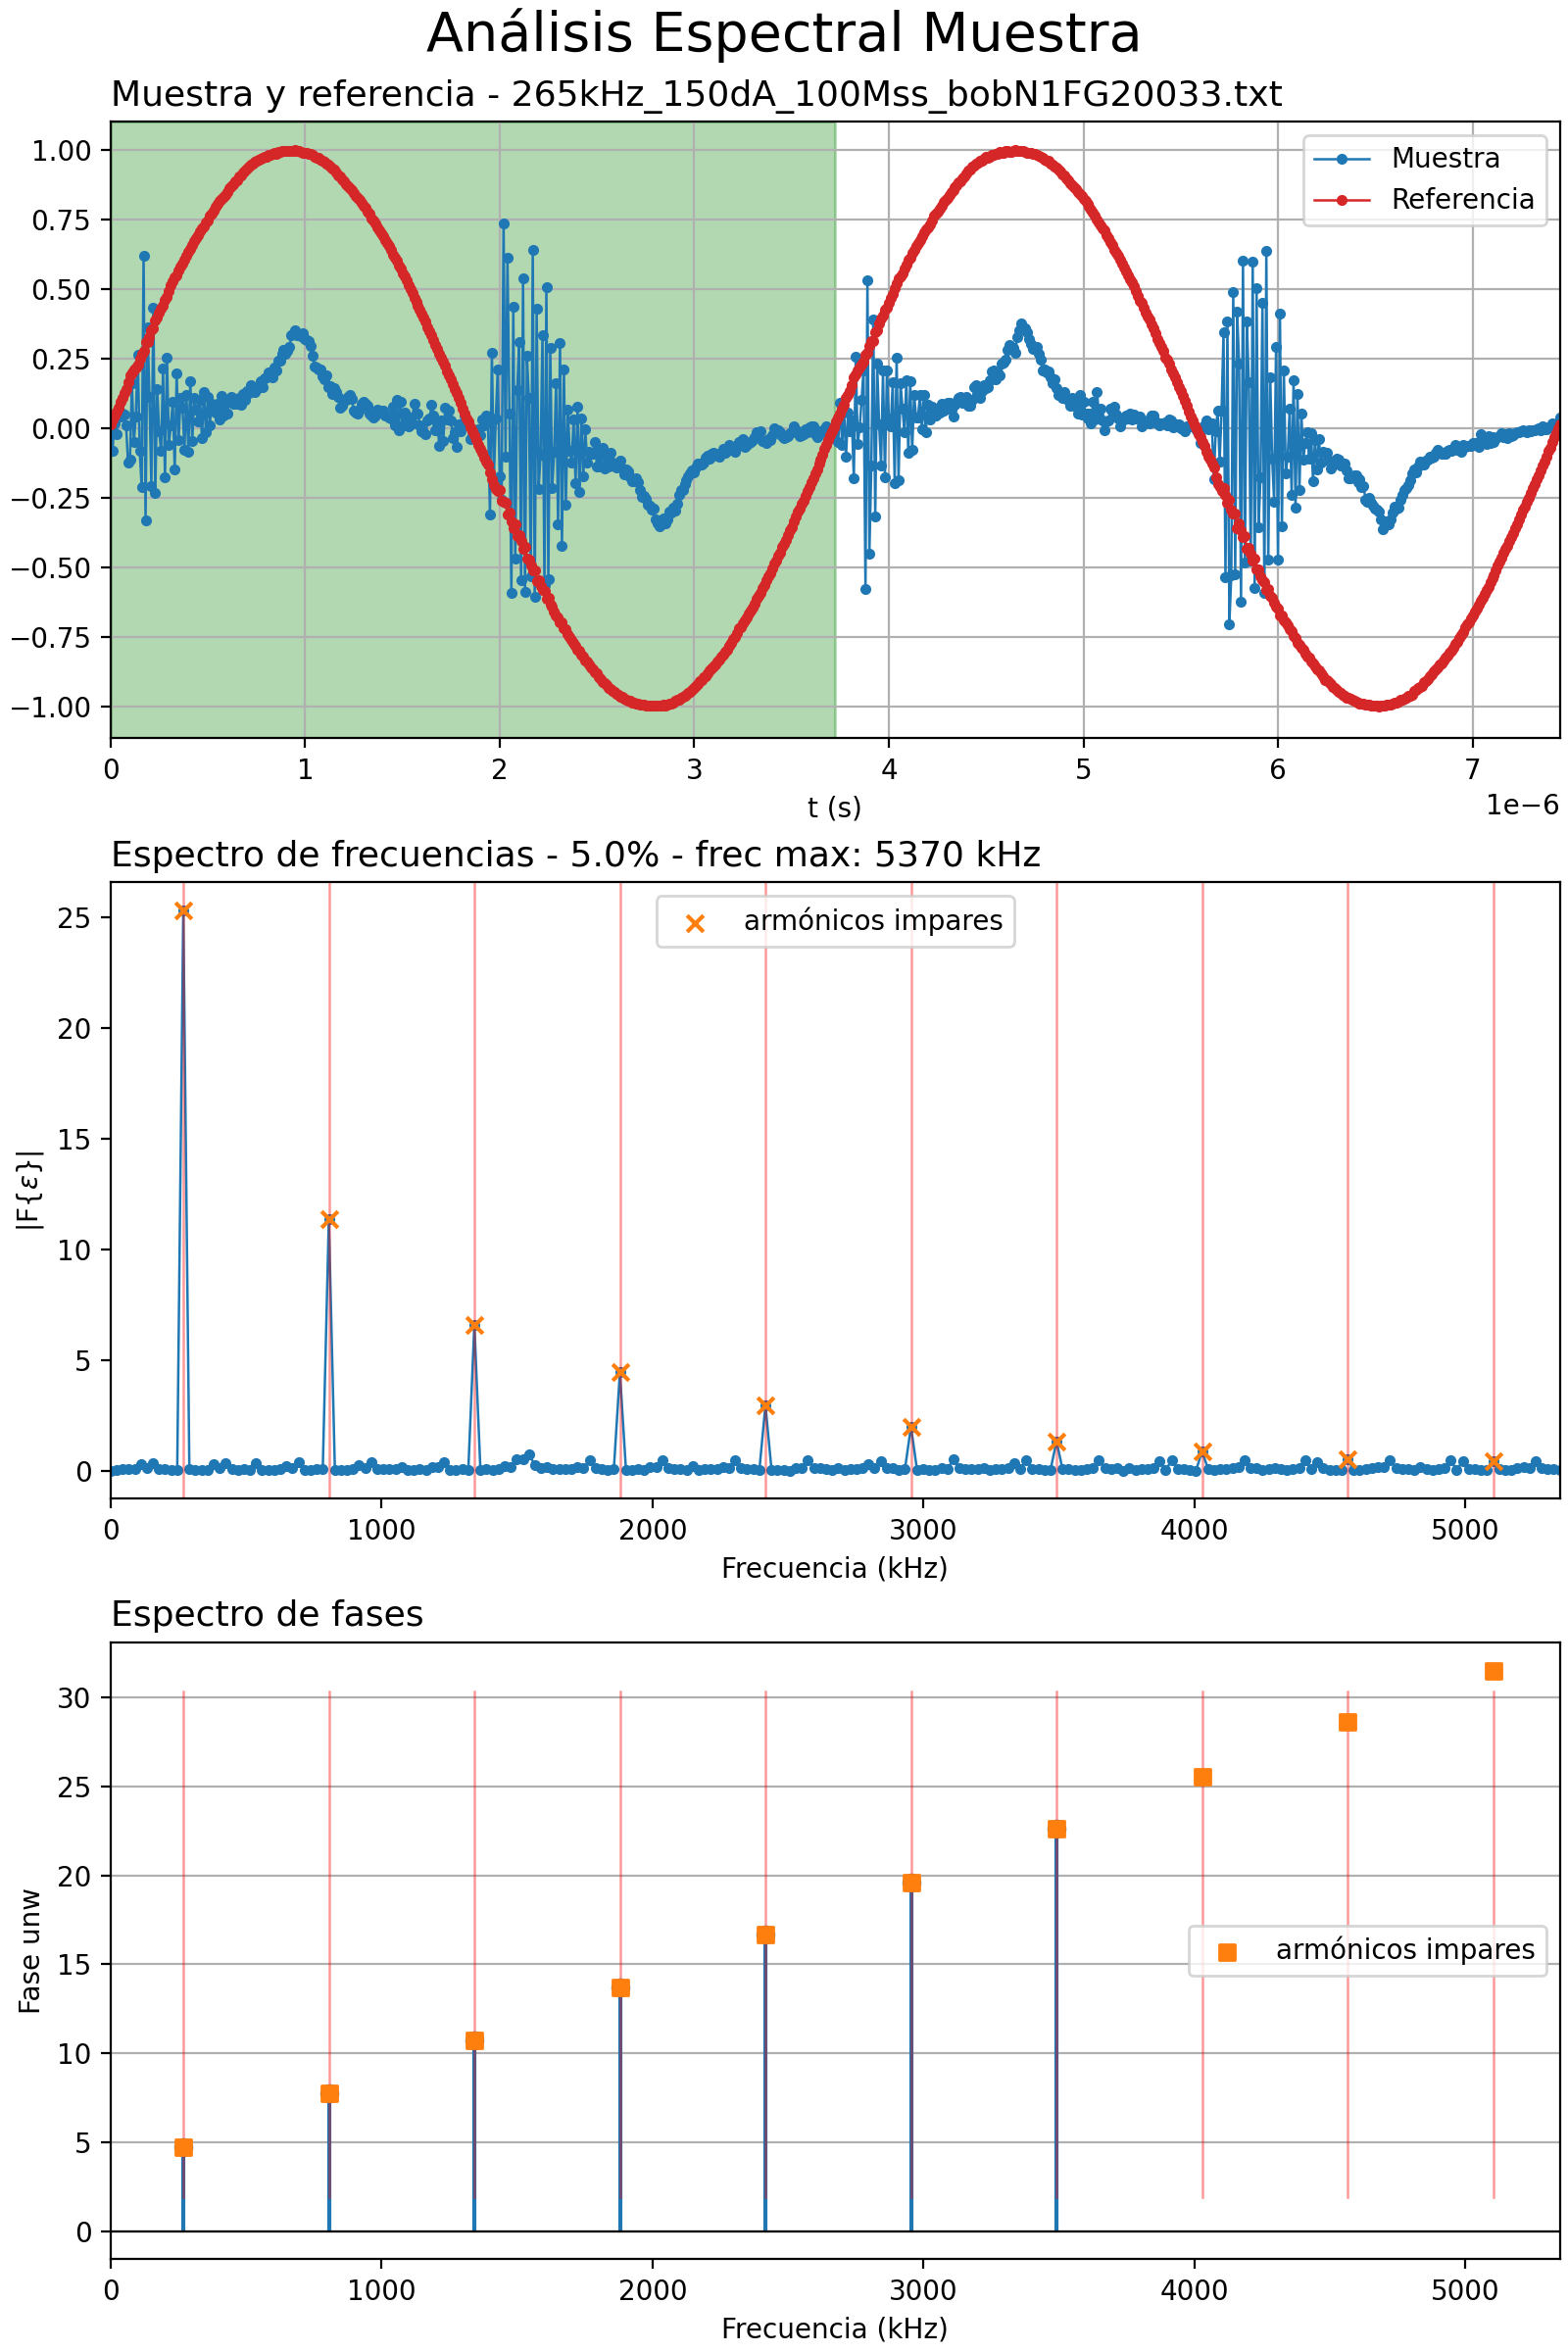 Análisis Espectral Muestra
Muestra y referencia - 265kHz_150dA_100Mss_bobN1FG20033.txt
Muestra
Referencia
1.00
0.75
0.50
0.25
0.00
−0.25
−0.50
−0.75
−1.00
0 1 2 3 4 5 6 7
1e−6
t (s)
Espectro de frecuencias - 5.0% - frec max: 5370 kHz
armónicos impares
|F{ε}|
25
20
15
10
5
0
0 1000 2000 3000 4000 5000
Frecuencia (kHz)
Espectro de fases
Fase unw
30
25
20
15
10
5
0
armónicos impares
0 1000 2000 3000 4000 5000
Frecuencia (kHz)